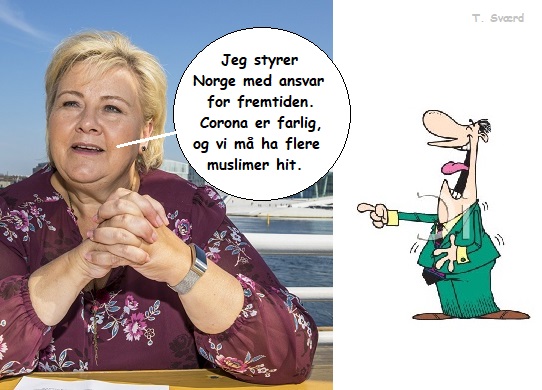 T. Sværd
Jeg styrer
Norge med ansvar
for fremtiden.
Corona er farlig,
og vi må ha flere
muslimer hit.